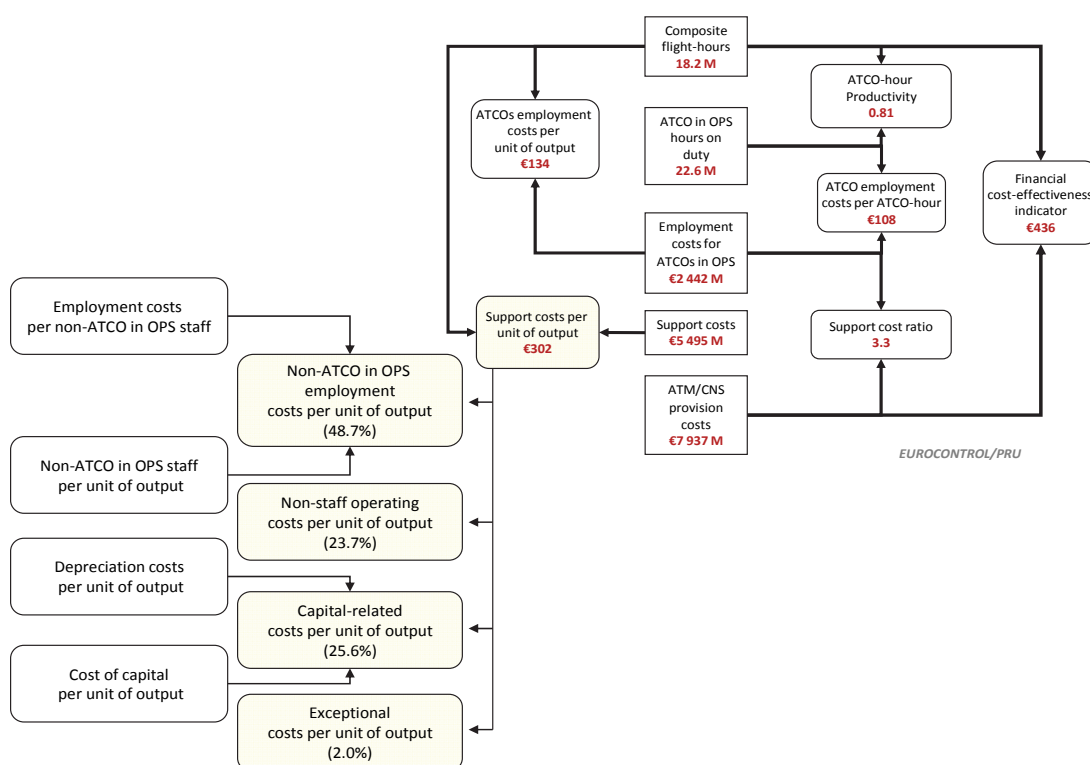 Composite
flight-hours
18.2 M
ATCO-hour
Productivity
0.81
ATCOs employment
costs per
unit of output
€134
ATCO in OPS
hours on
duty
22.6 M
Financial
cost-effectiveness
indicator
€436
ATCO employment
costs per ATCO-hour
€108
Employment
costs for
ATCOs in OPS
€2 442 M
Employment costs
per non-ATCO in OPS staff
Support costs per
unit of output
€302
Support costs
€5 495 M
Support cost ratio
3.3
Non-ATCO in OPS
employment
costs per unit of output
(48.7%)
ATM/CNS
provision
costs
€7 937 M
EUROCONTROL/PRU
Non-ATCO in OPS staff
per unit of output
Non-staff operating
costs per unit of output
(23.7%)
Depreciation costs
per unit of output
Capital-related
costs per unit of output
(25.6%)
Cost of capital
per unit of output
Exceptional
costs per unit of output
(2.0%)